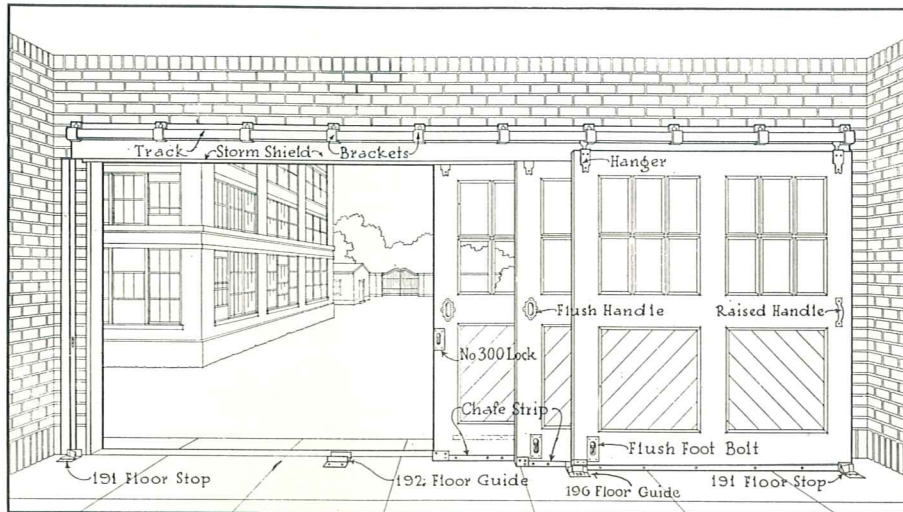 Track
Storm Shield
Brackets
Hanger
Flush Handle
Raised Handle
No 300 Lock
Chafe Strip
Flush Foot Bolt
191 Floor Stop
192 Floor Guide
196 Floor Guide
191 Floor Stop